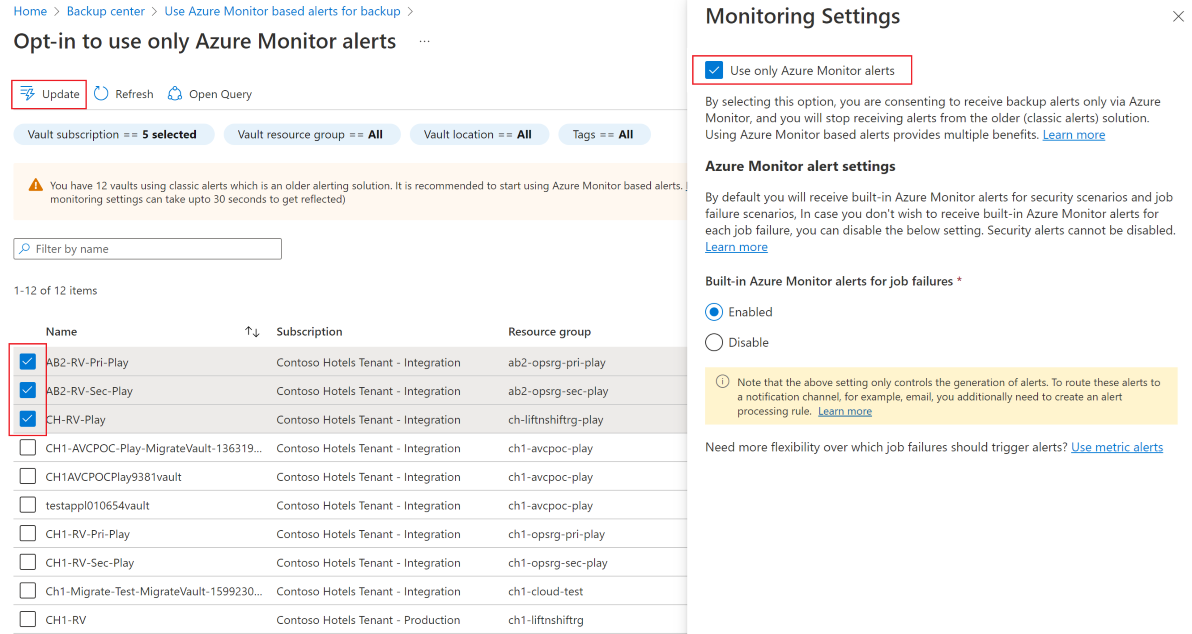 Home > Backup center > Use Azure Monitor based alerts for backup >
Opt-in to use only Azure Monitor alerts ...
Update Refresh Open Query
Vault subscription == 5 selected Vault resource group == All Vault location == All Tags == All
You have 12 vaults using classic alerts which is an older alerting solution. It is recommended to start using Azure Monitor based alerts.
monitoring settings can take upto 30 seconds to get reflected)
Filter by name
1-12 of 12 items
Name ↑↓ Subscription Resource group
AB2-RV-Pri-Play Contoso Hotels Tenant - Integration ab2-opsrg-pri-play
AB2-RV-Sec-Play Contoso Hotels Tenant - Integration ab2-opsrg-sec-play
CH-RV-Play Contoso Hotels Tenant - Integration ch-liftnshiftrg-play
CH1-AVCPOC-Play-MigrateVault-136319... Contoso Hotels Tenant - Integration ch1-avcpoc-play
CH1AVCPOCPlay9381vault Contoso Hotels Tenant - Integration ch1-avcpoc-play
testappl010654vault Contoso Hotels Tenant - Integration ch1-avcpoc-play
CH1-RV-Pri-Play Contoso Hotels Tenant - Integration ch1-opsrg-pri-play
CH1-RV-Sec-Play Contoso Hotels Tenant - Integration ch1-opsrg-sec-play
Ch1-Migrate-Test-MigrateVault-1599230... Contoso Hotels Tenant - Integration ch1-cloud-test
CH1-RV Contoso Hotels Tenant - Production ch1-liftnshiftrg
Monitoring Settings
Use only Azure Monitor alerts
By selecting this option, you are consenting to receive backup alerts only via Azure
Monitor, and you will stop receiving alerts from the older (classic alerts) solution.
Using Azure Monitor based alerts provides multiple benefits. Learn more
Azure Monitor alert settings
By default you will receive built-in Azure Monitor alerts for security scenarios and job
failure scenarios, In case you don't wish to receive built-in Azure Monitor alerts for
each job failure, you can disable the below setting. Security alerts cannot be disabled.
Learn more
Built-in Azure Monitor alerts for job failures *
Enabled
Disable
Note that the above setting only controls the generation of alerts. To route these alerts to
a notification channel, for example, email, you additionally need to create an alert
processing rule. Learn more
Need more flexibility over which job failures should trigger alerts? Use metric alerts